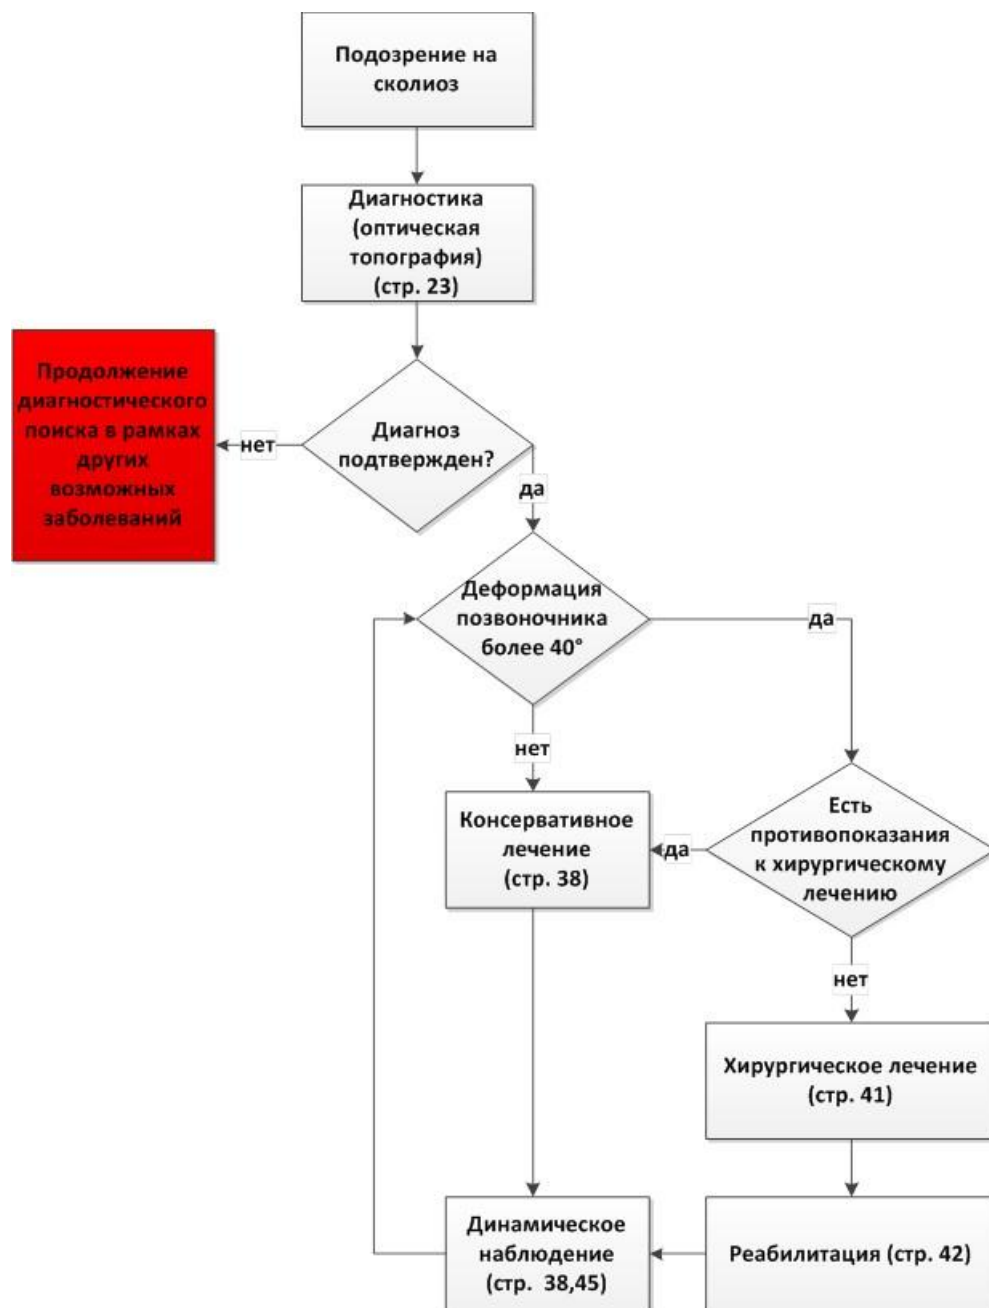 Подозрение на
сколиоз
Диагностика
(оптическая
топография)
(стр. 23)
Продолжение
диагностического
поиска в рамках
других
возможных
заболеваний
нет
Диагноз
подтвержден?
да
Деформация
позвоночника
более 40°
да
нет
Консервативное
лечение
(стр. 38)
да
Есть
противопоказания
к хирургическому
лечению
нет
Хирургическое лечение
(стр. 41)
Динамическое
наблюдение
(стр. 38,45)
Реабилитация (стр. 42)